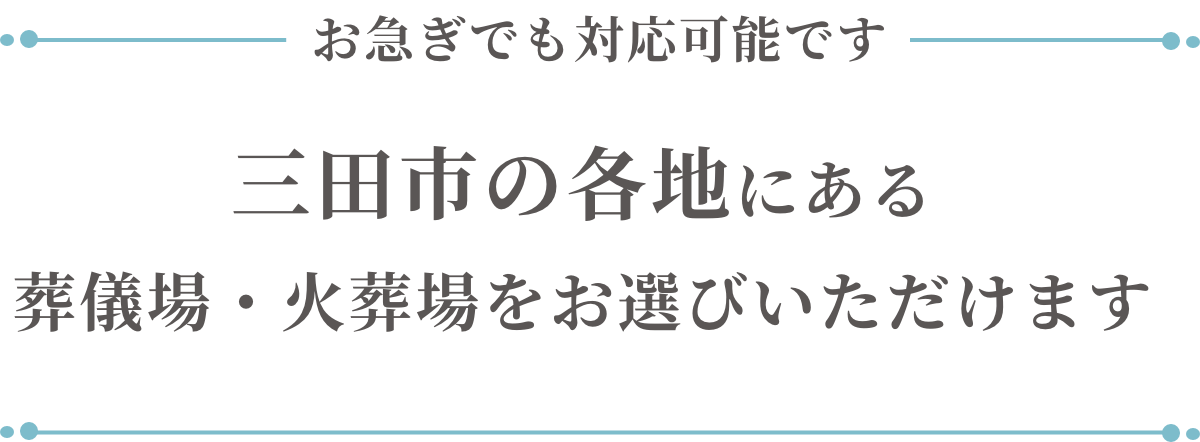 お急ぎでも対応可能です
三田市の各地にある
葬儀場・火葬場をお選びいただけます